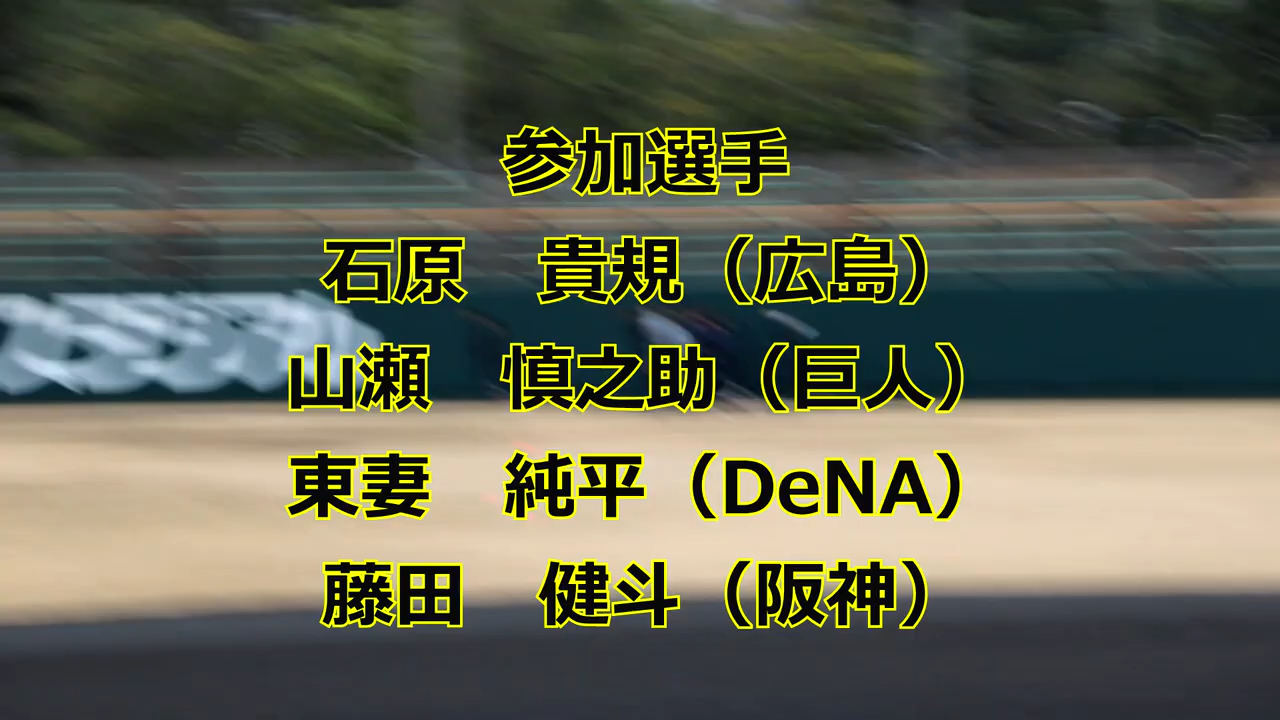 参加選手
石原　貴規（広島）
山瀬　慎之助（巨人）
東妻　純平（DeNA）
藤田　健斗（阪神）